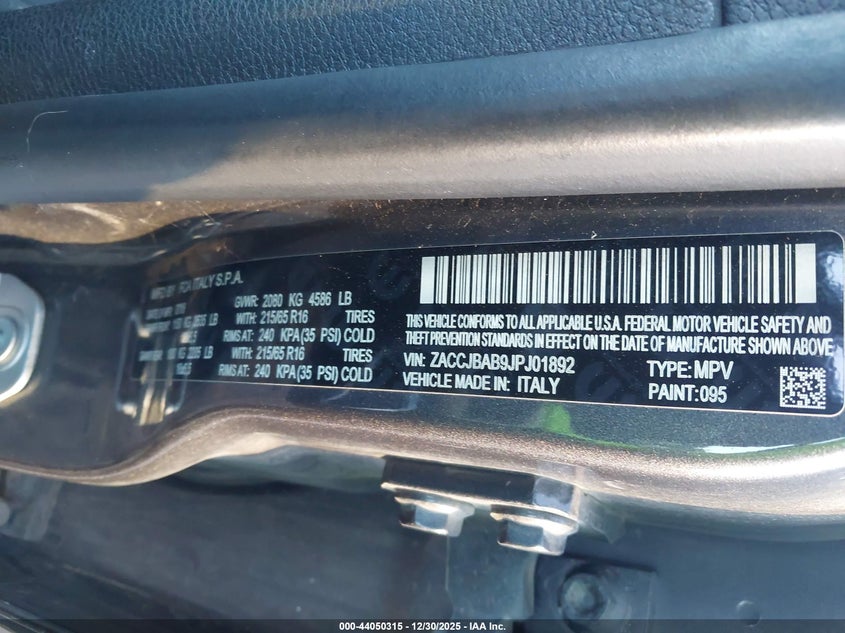 MFD BY: FCA ITALY S.P.A.
GVWR: 2080 KG 4586 LB
WITH: 215/65 R16 TIRES
RIMS AT: 240 KPA(35 PSI) COLD
WITH: 215/65 R16 TIRES
RIMS AT: 240 KPA(35 PSI) COLD
THIS VEHICLE CONFORMS TO ALL APPLICABLE U.S.A. FEDERAL MOTOR VEHICLE SAFETY AND
THEFT PREVENTION STANDARDS IN EFFECT ON THE DATE OF MANUFACTURE SHOWN ABOVE
VIN: ZACCJBAB9JPJ01892 TYPE: MPV
VEHICLE MADE IN: ITALY PAINT: 095
000-44050315 - 12/30/2025 - IAA Inc.